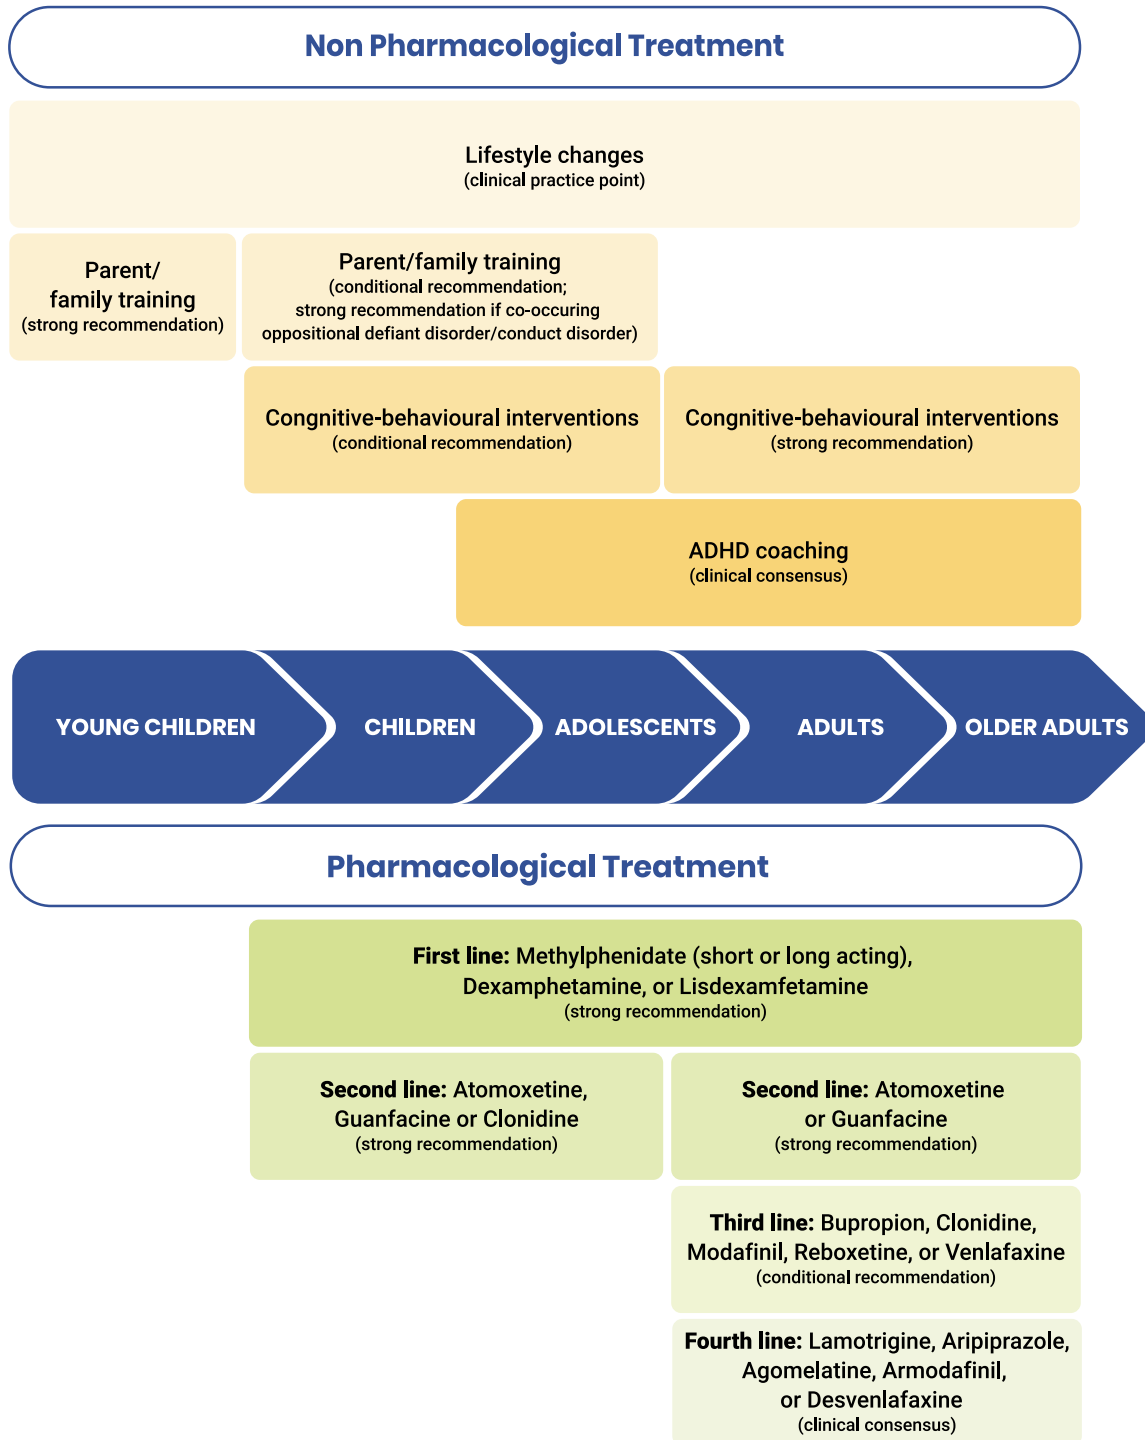 Non Pharmacological Treatment
Lifestyle changes
(clinical practice point)
Parent/
family training
(strong recommendation)
Parent/family training
(conditional recommendation;
strong recommendation if co-occuring
oppositional defiant disorder/conduct disorder)
Congnitive-behavioural interventions
(conditional recommendation)
Congnitive-behavioural interventions
(strong recommendation)
ADHD coaching
(clinical consensus)
YOUNG CHILDREN
CHILDREN
ADOLESCENTS
ADULTS
OLDER ADULTS
Pharmacological Treatment
First line: Methylphenidate (short or long acting),
Dexamphetamine, or Lisdexamfetamine
(strong recommendation)
Second line: Atomoxetine,
Guanfacine or Clonidine
(strong recommendation)
Second line: Atomoxetine
or Guanfacine
(strong recommendation)
Third line: Bupropion, Clonidine,
Modafinil, Reboxetine, or Venlafaxine
(conditional recommendation)
Fourth line: Lamotrigine, Aripiprazole,
Agomelatine, Armodafinil,
or Desvenlafaxine
(clinical consensus)